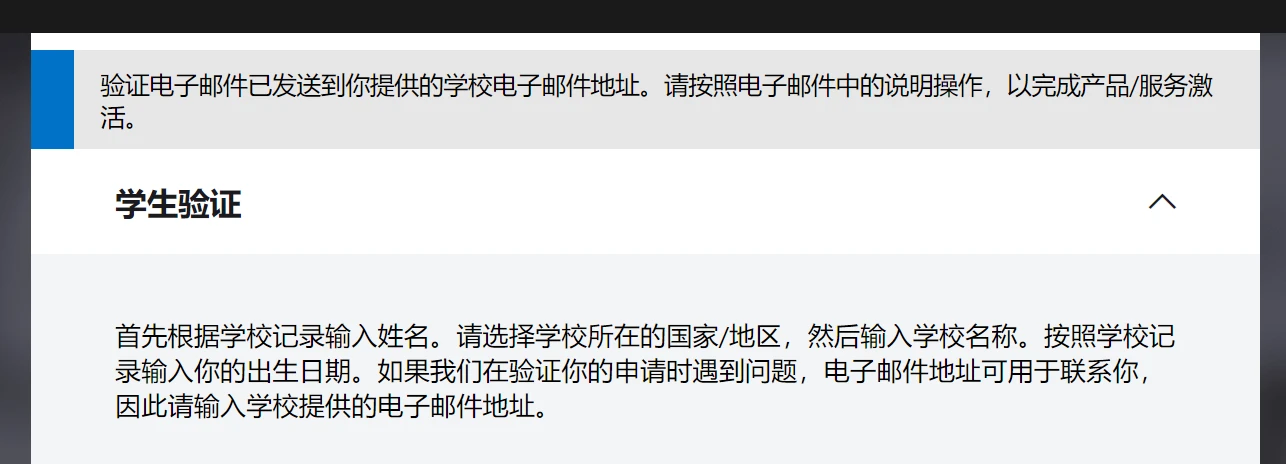 验证电子邮件已发送到你提供的学校电子邮件地址。请按照电子邮件中的说明操作，以完成产品/服务激
活。
学生验证
首先根据学校记录输入姓名。请选择学校所在的国家/地区，然后输入学校名称。按照学校记
录输入你的出生日期。如果我们在验证你的申请时遇到问题，电子邮件地址可用于联系你，
因此请输入学校提供的电子邮件地址。